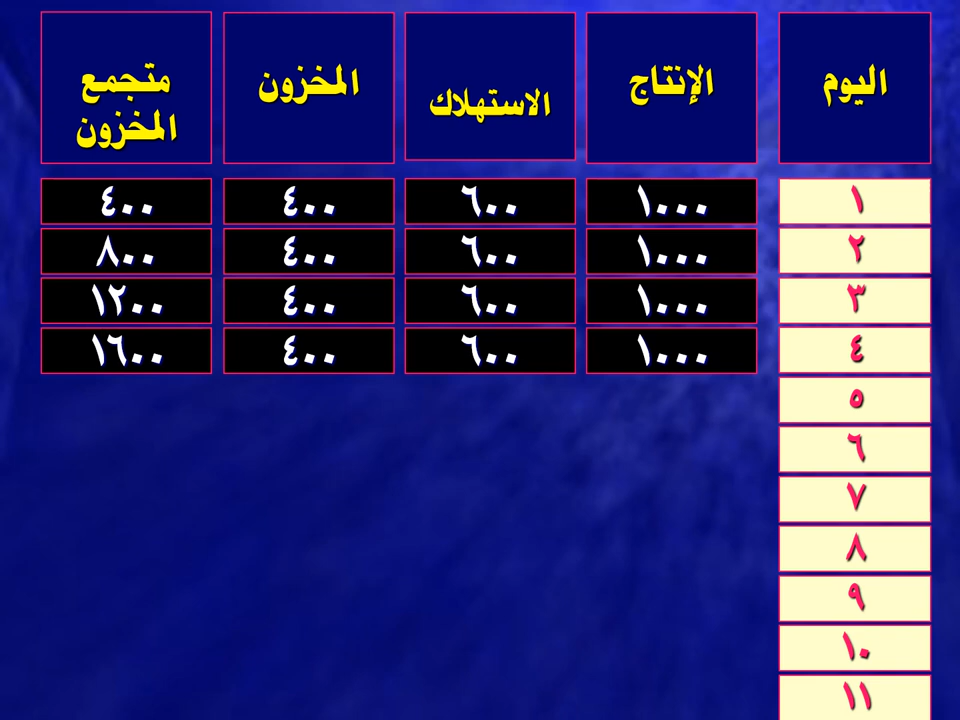 اليوم الإنتاج الاستهلاك المخزون متجمع
المخزون
١ ١٠٠٠ ٦٠٠ ٤٠٠ ٤٠٠
٢ ١٠٠٠ ٦٠٠ ٤٠٠ ٨٠٠
٣ ١٠٠٠ ٦٠٠ ٤٠٠ ١٢٠٠
٤ ١٠٠٠ ٦٠٠ ٤٠٠ ١٦٠٠
٥
٦
٧
٨
٩
١٠
١١